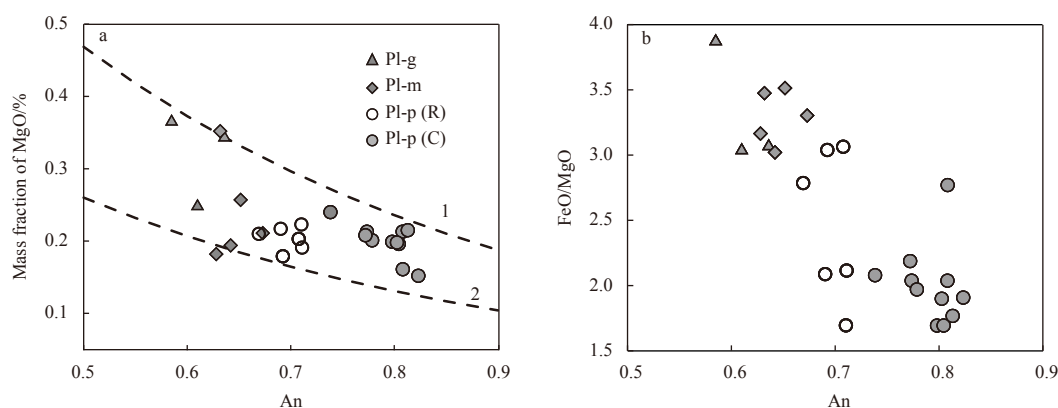 a
0.5
0.4
0.3
0.2
0.1
Mass fraction of MgO/%
Pl-g
Pl-m
Pl-p (R)
Pl-p (C)
1
2
0.5 0.6 0.7 0.8 0.9
An
b
4.0
3.5
3.0
2.5
2.0
1.5
FeO/MgO
0.5 0.6 0.7 0.8 0.9
An